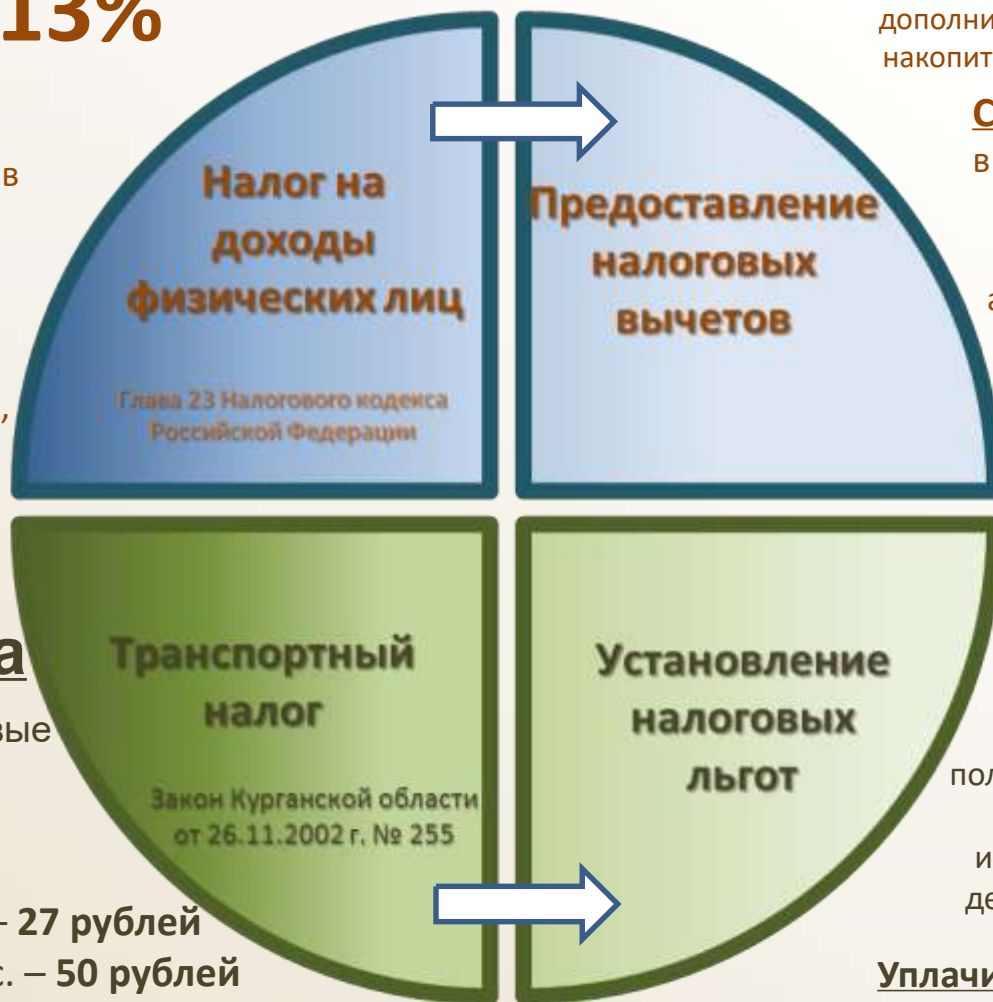 13%
в
,
Налог на
доходы
физических лиц
Глава 23 Налогового кодекса
Российской Федерации
Предоставление
налоговых
вычетов
дополни
накопит
С
в
а
а
вые
– 27 рублей
с. – 50 рублей
Транспортный
налог
Закон Курганской области
от 26.11.2002 г. № 255
Установление
налоговых
льгот
пол
и
де
Уплачи